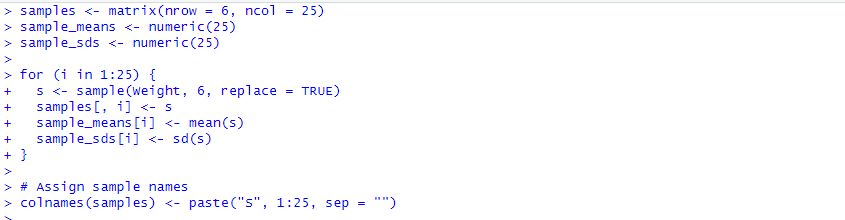 > samples <- matrix(nrow = 6, ncol = 25)
> sample_means <- numeric(25)
> sample_sds <- numeric(25)
>
> for (i in 1:25) {
+   s <- sample(Weight, 6, replace = TRUE)
+   samples[, i] <- s
+   sample_means[i] <- mean(s)
+   sample_sds[i] <- sd(s)
+ }
>
> # Assign sample names
> colnames(samples) <- paste("S", 1:25, sep = "")
>